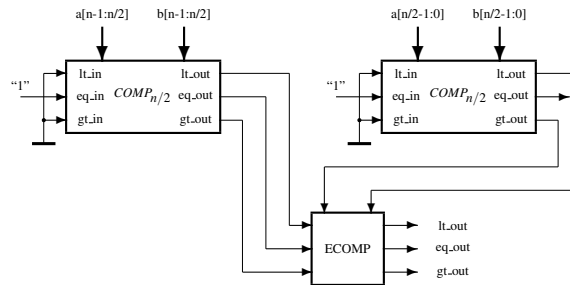 a[n-1:n/2] b[n-1:n/2] a[n/2-1:0] b[n/2-1:0]
lt_in lt_out lt_in lt_out
“1” eq_in COMP_{n/2} eq_out “1” eq_in COMP_{n/2} eq_out
gt_in gt_out gt_in gt_out
lt_out
ECOMP eq_out
gt_out